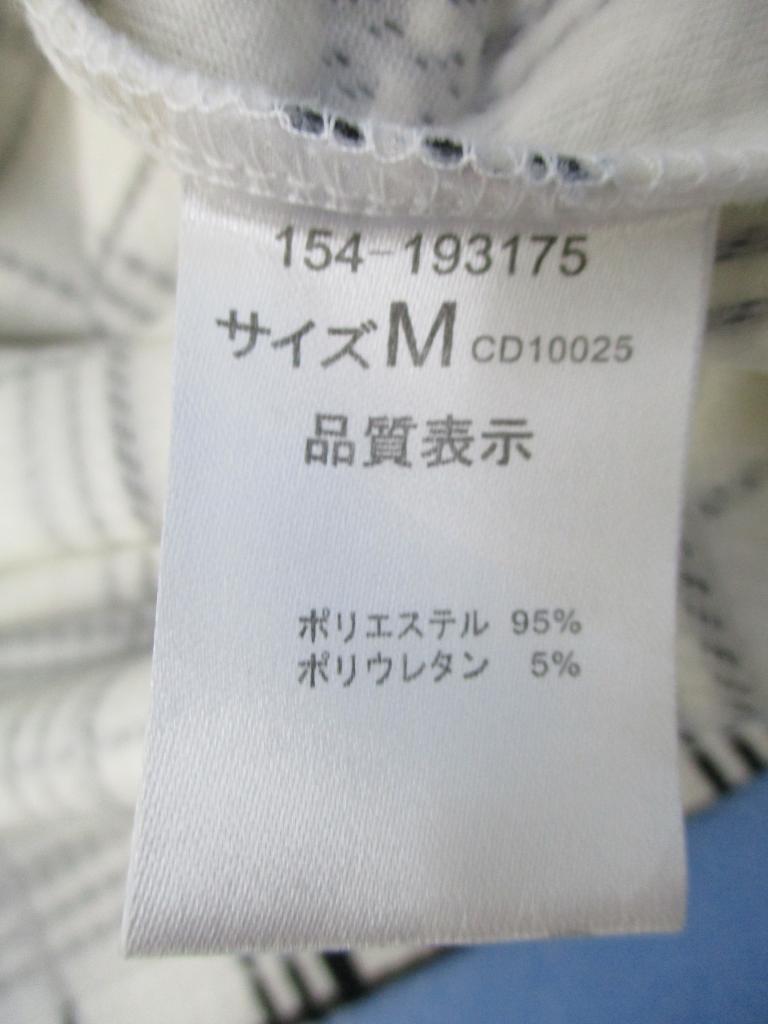 154-193175
サイズM CD10025
品質表示
ポリエステル 95%
ポリウレタン 5%